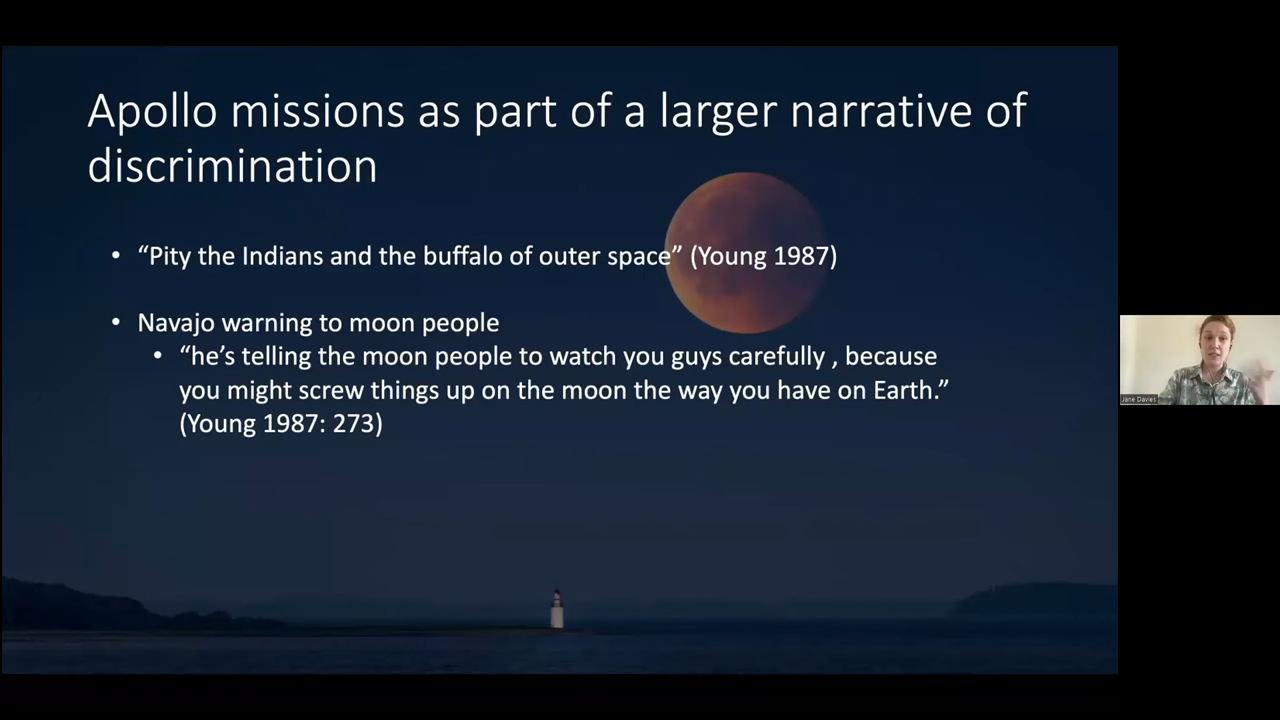 Apollo missions as part of a larger narrative of
discrimination
• “Pity the Indians and the buffalo of outer space” (Young 1987)
• Navajo warning to moon people
• “he’s telling the moon people to watch you guys carefully , because
you might screw things up on the moon the way you have on Earth.”
(Young 1987: 273)
Jane Davies